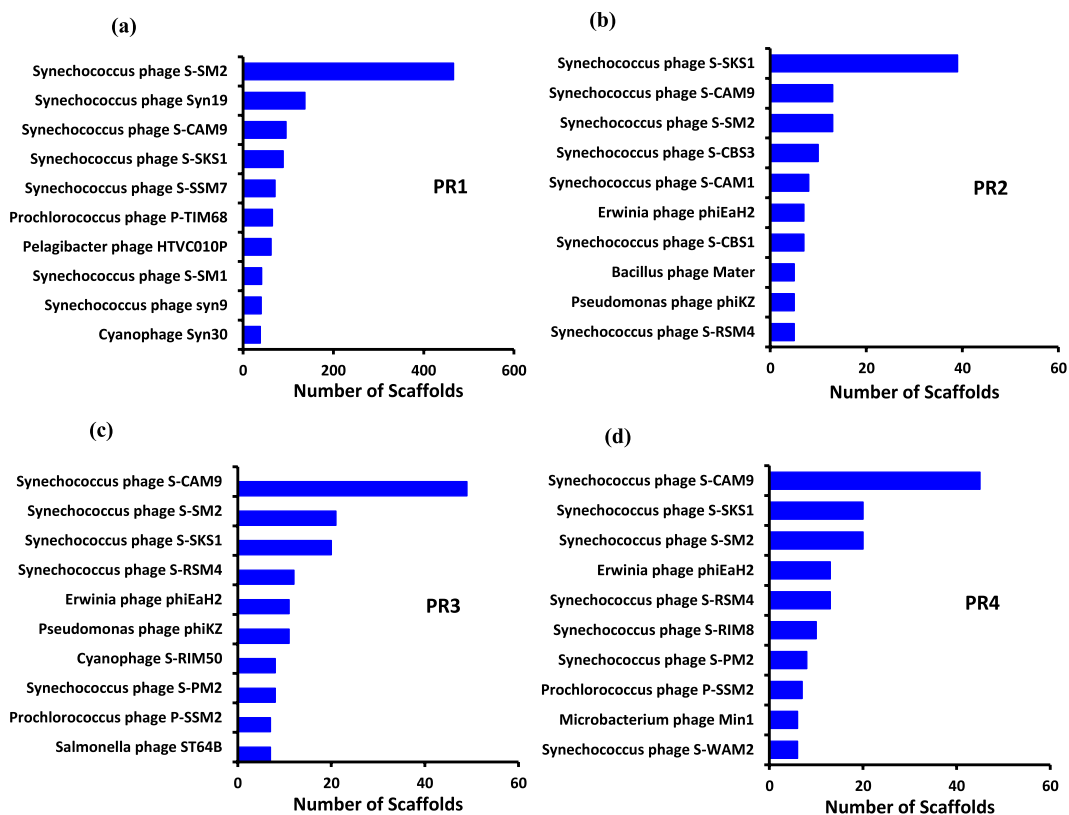 (a)
Synechococcus phage S-SM2
Synechococcus phage Syn19
Synechococcus phage S-CAM9
Synechococcus phage S-SKS1
Synechococcus phage S-SSM7
Prochlorococcus phage P-TIM68
Pelagibacter phage HTVC010P
Synechococcus phage S-SM1
Synechococcus phage syn9
Cyanophage Syn30
PR1
0 200 400 600
Number of Scaffolds
(b)
Synechococcus phage S-SKS1
Synechococcus phage S-CAM9
Synechococcus phage S-SM2
Synechococcus phage S-CBS3
Synechococcus phage S-CAM1
Erwinia phage phiEaH2
Synechococcus phage S-CBS1
Bacillus phage Mater
Pseudomonas phage phiKZ
Synechococcus phage S-RSM4
PR2
0 20 40 60
Number of Scaffolds
(c)
Synechococcus phage S-CAM9
Synechococcus phage S-SM2
Synechococcus phage S-SKS1
Synechococcus phage S-RSM4
Erwinia phage phiEaH2
Pseudomonas phage phiKZ
Cyanophage S-RIM50
Synechococcus phage S-PM2
Prochlorococcus phage P-SSM2
Salmonella phage ST64B
PR3
0 20 40 60
Number of Scaffolds
(d)
Synechococcus phage S-CAM9
Synechococcus phage S-SKS1
Synechococcus phage S-SM2
Erwinia phage phiEaH2
Synechococcus phage S-RSM4
Synechococcus phage S-RIM8
Synechococcus phage S-PM2
Prochlorococcus phage P-SSM2
Microbacterium phage Min1
Synechococcus phage S-WAM2
PR4
0 20 40 60
Number of Scaffolds